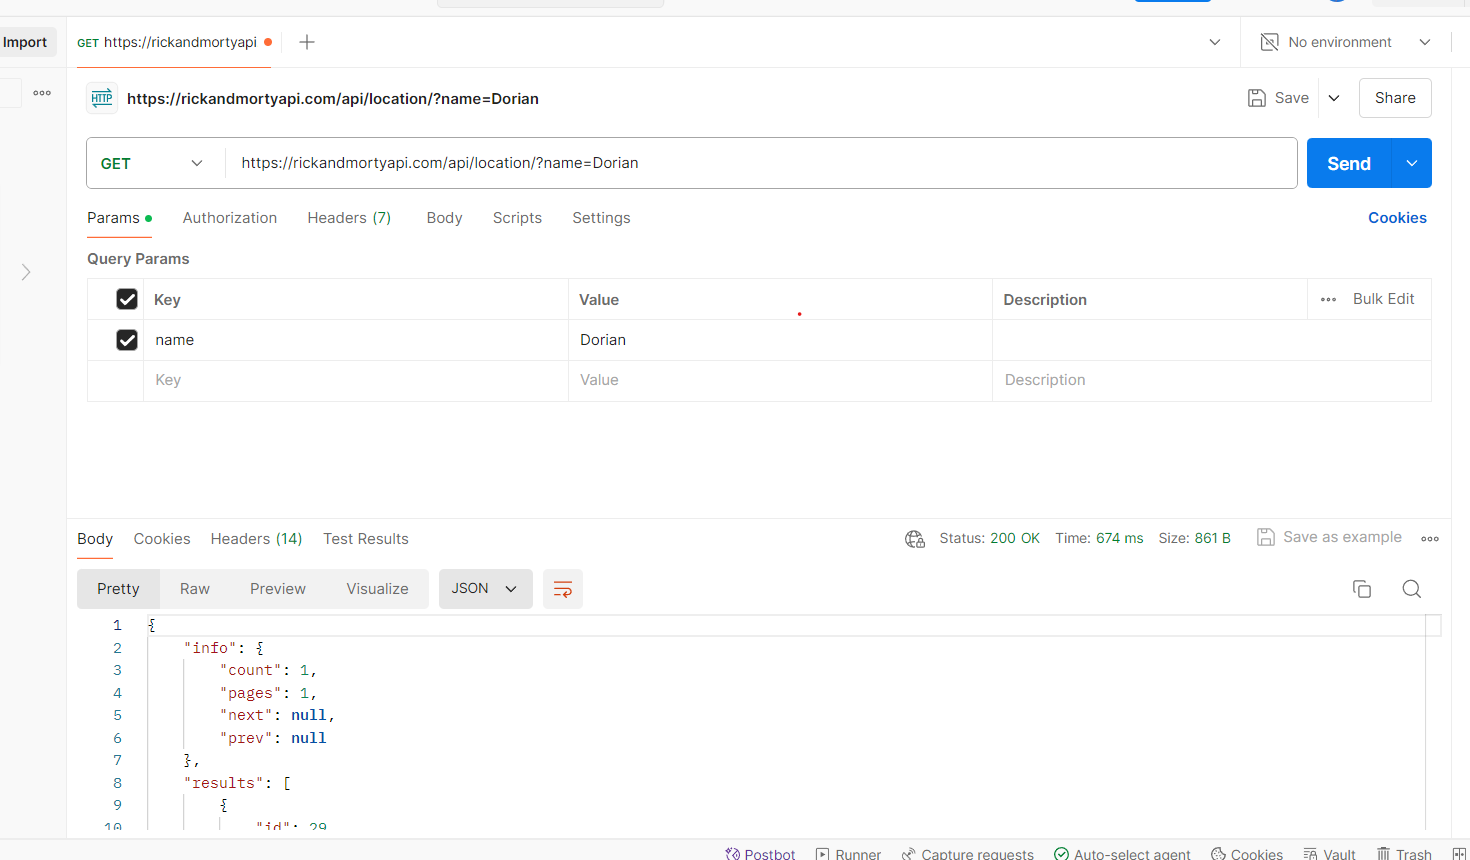 Import
GET https://rickandmortyapi
No environment
HTTP https://rickandmortyapi.com/api/location/?name=Dorian
Save
Share
GET
https://rickandmortyapi.com/api/location/?name=Dorian
Send
Params
Authorization
Headers (7)
Body
Scripts
Settings
Cookies
Query Params
Key
Value
Description
Bulk Edit
name
Dorian
Key
Value
Description
Body
Cookies
Headers (14)
Test Results
Status: 200 OK
Time: 674 ms
Size: 861 B
Save as example
Pretty
Raw
Preview
Visualize
JSON
1 {
2 "info": {
3 "count": 1,
4 "pages": 1,
5 "next": null,
6 "prev": null
7 },
8 "results": [
9 {
10 "id": 29
Postbot
Runner
Capture requests
Auto-select agent
Cookies
Vault
Trash